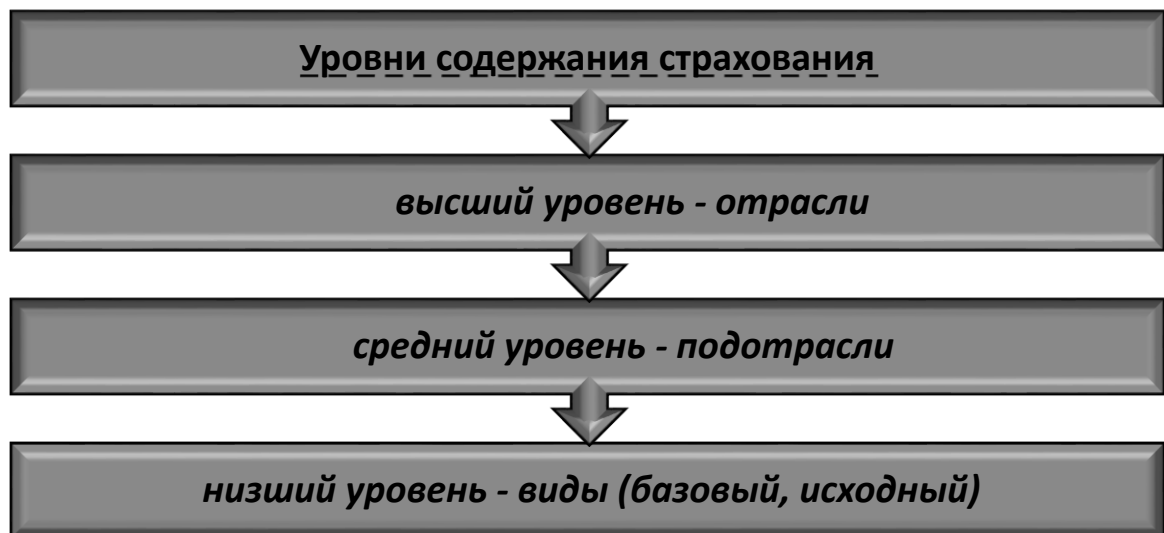 Уровни содержания страхования
высший уровень - отрасли
средний уровень - подотрасли
низший уровень - виды (базовый, исходный)